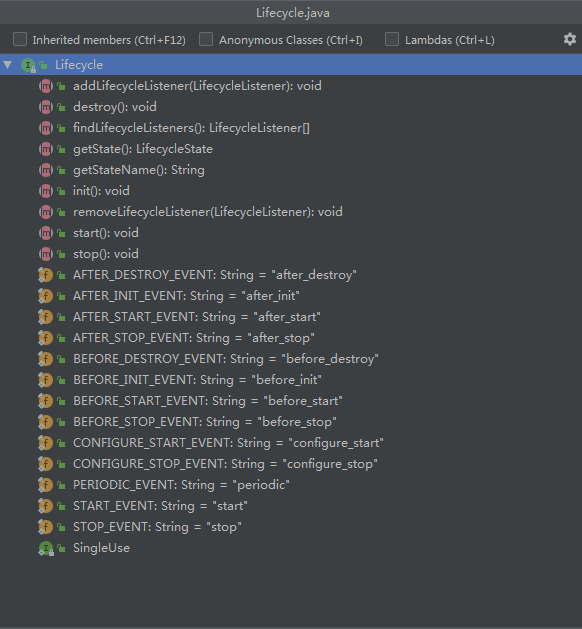 Lifecycle.java
Inherited members (Ctrl+F12) Anonymous Classes (Ctrl+I) Lambdas (Ctrl+L)
Lifecycle
addLifecycleListener(LifecycleListener): void
destroy(): void
findLifecycleListeners(): LifecycleListener[]
getState(): LifecycleState
getStateName(): String
init(): void
removeLifecycleListener(LifecycleListener): void
start(): void
stop(): void
AFTER_DESTROY_EVENT: String = "after_destroy"
AFTER_INIT_EVENT: String = "after_init"
AFTER_START_EVENT: String = "after_start"
AFTER_STOP_EVENT: String = "after_stop"
BEFORE_DESTROY_EVENT: String = "before_destroy"
BEFORE_INIT_EVENT: String = "before_init"
BEFORE_START_EVENT: String = "before_start"
BEFORE_STOP_EVENT: String = "before_stop"
CONFIGURE_START_EVENT: String = "configure_start"
CONFIGURE_STOP_EVENT: String = "configure_stop"
PERIODIC_EVENT: String = "periodic"
START_EVENT: String = "start"
STOP_EVENT: String = "stop"
SingleUse